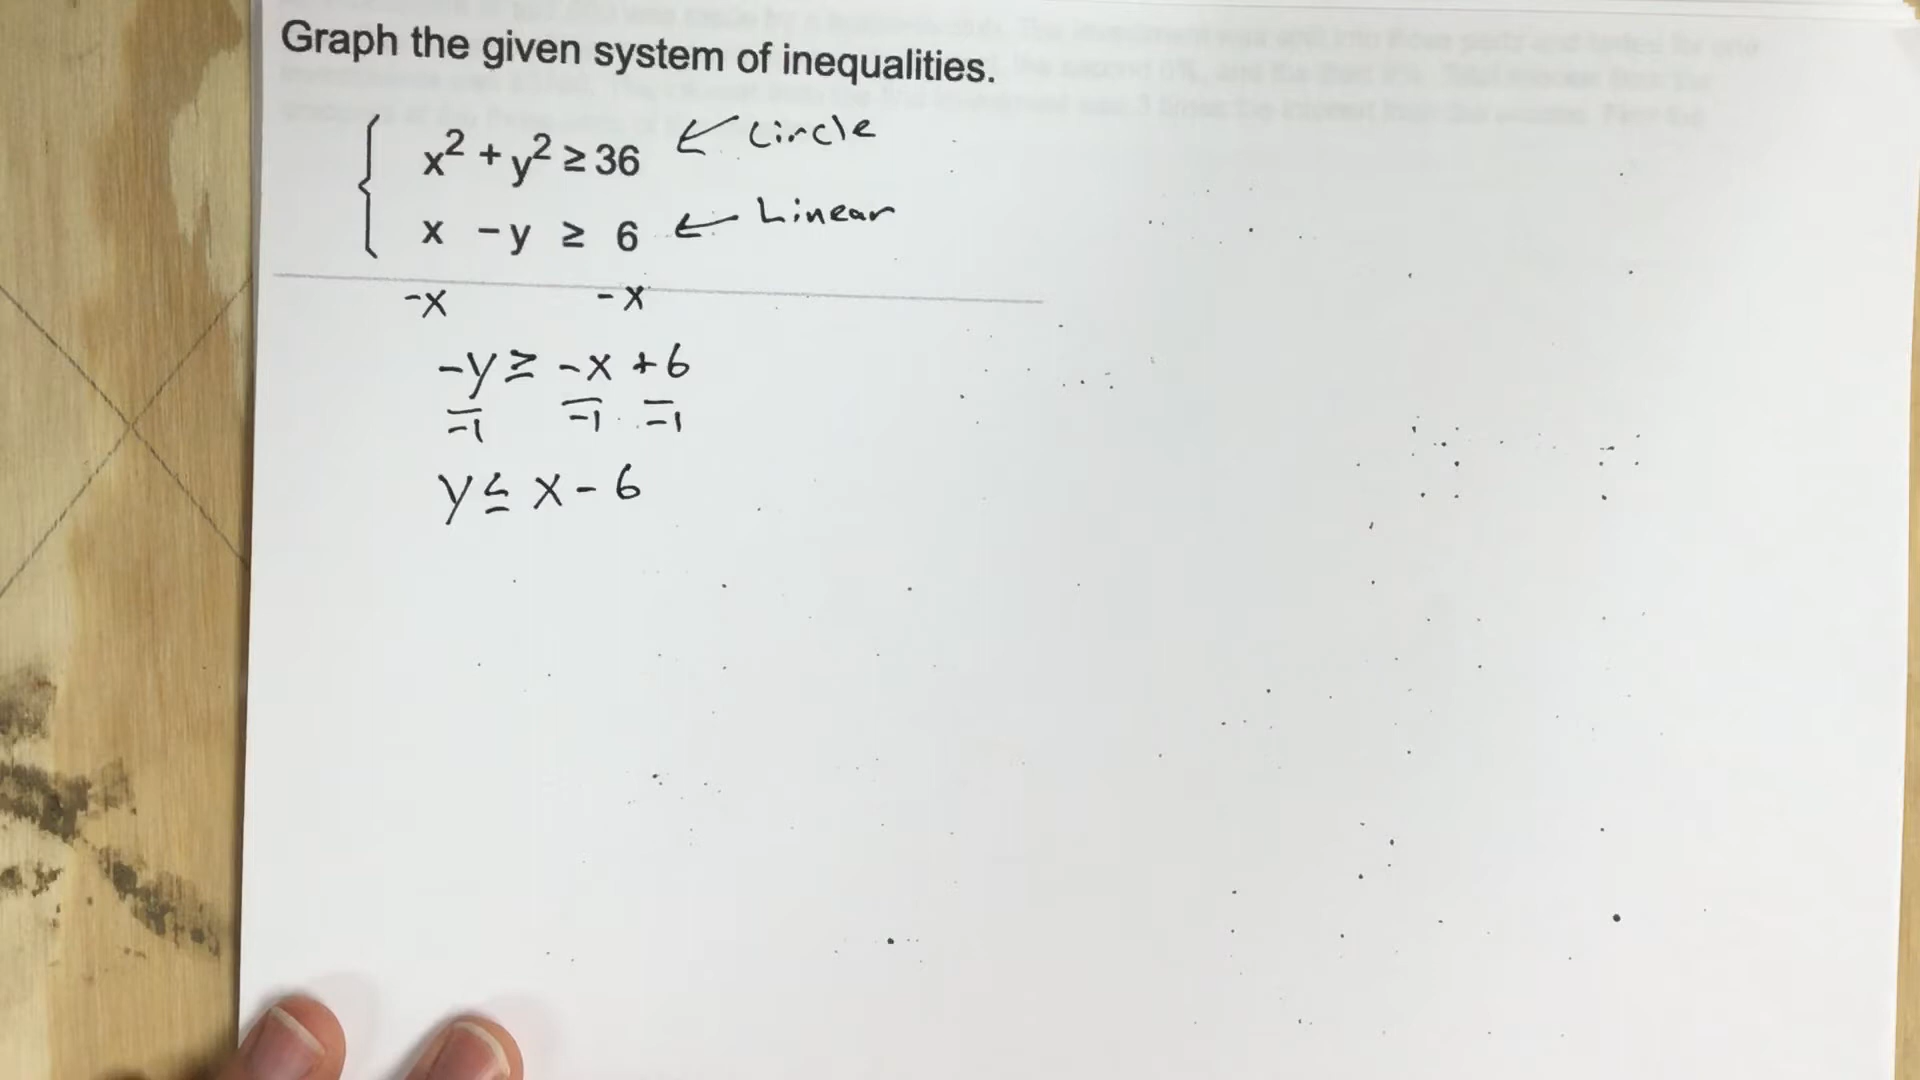 Graph the given system of inequalities.
x² + y² ≥ 36 ← circle
x - y ≥ 6 ← Linear
-x -x
-y ≥ -x + 6
-1 -1 -1
y ≤ x - 6